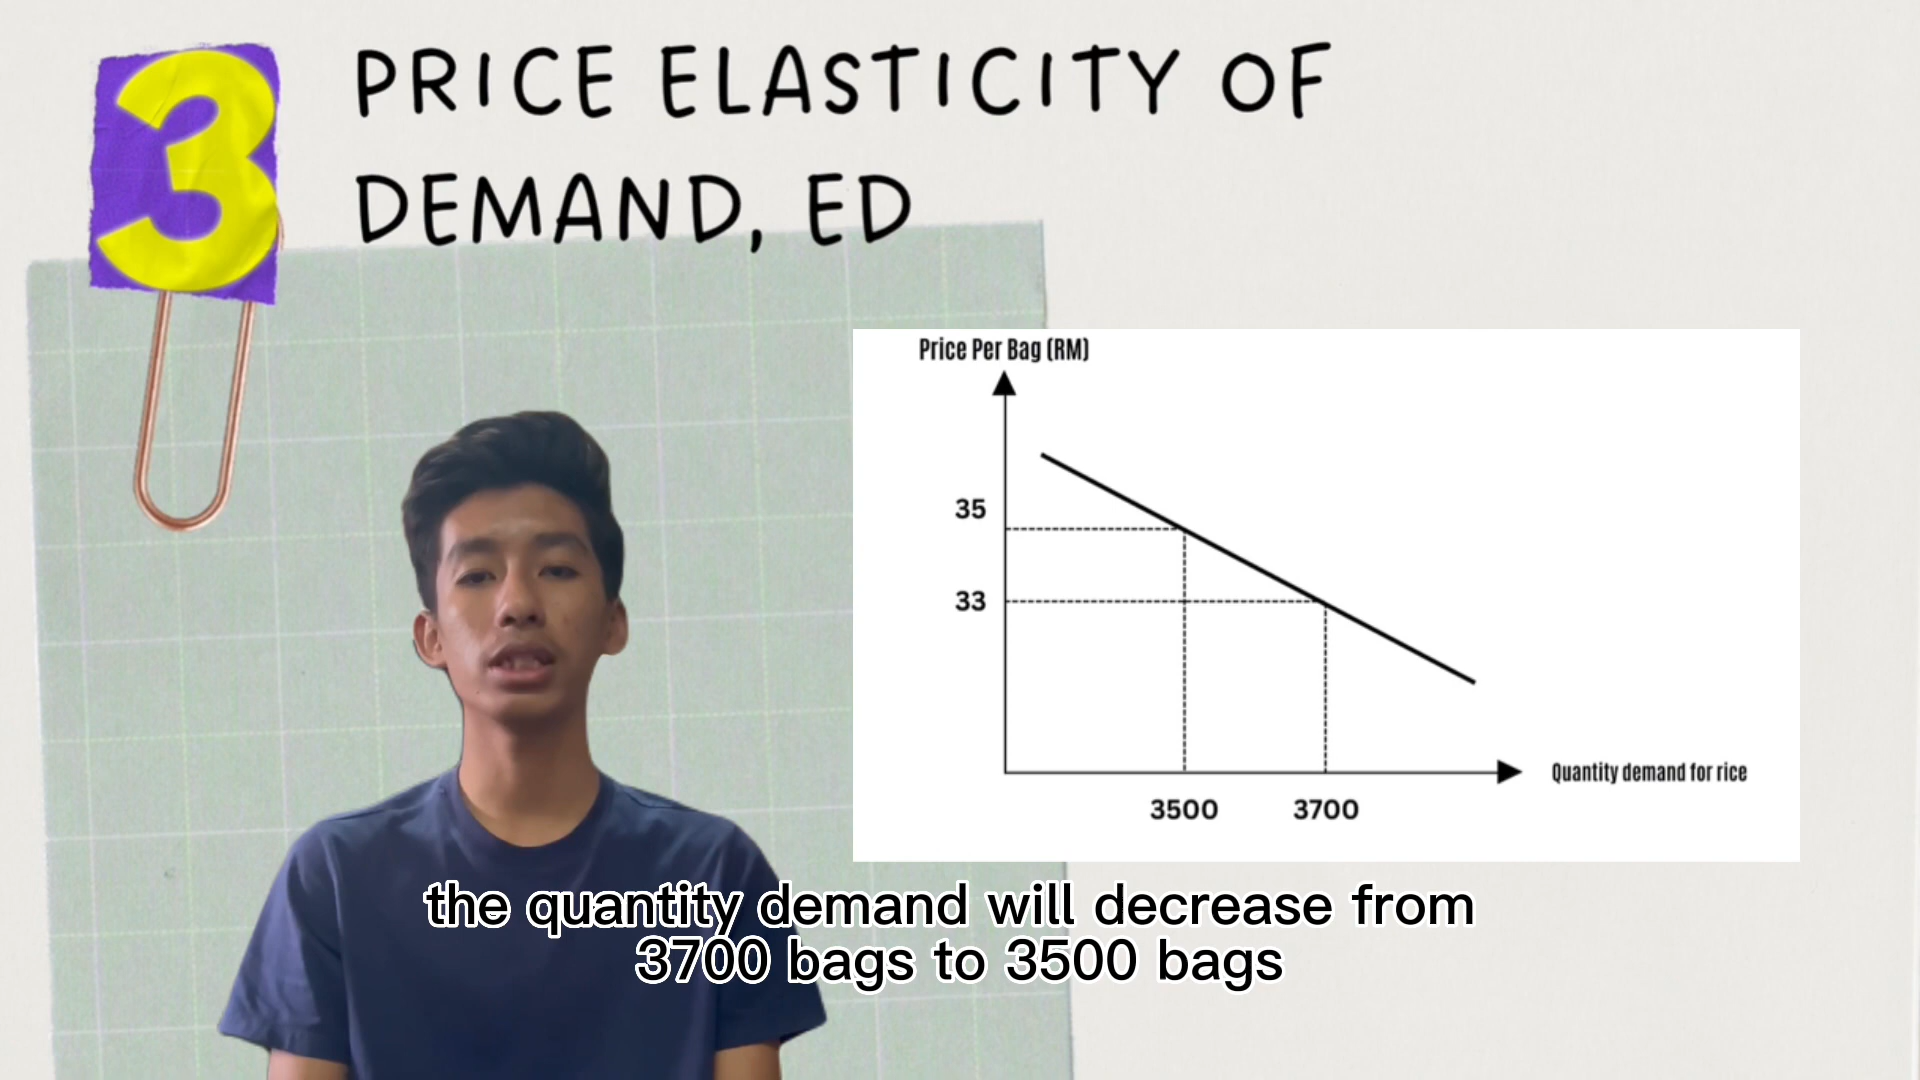 3
PRICE ELASTICITY OF
DEMAND, ED
Price Per Bag (RM)
35
33
3500
3700
Quantity demand for rice
the quantity demand will decrease from
3700 bags to 3500 bags